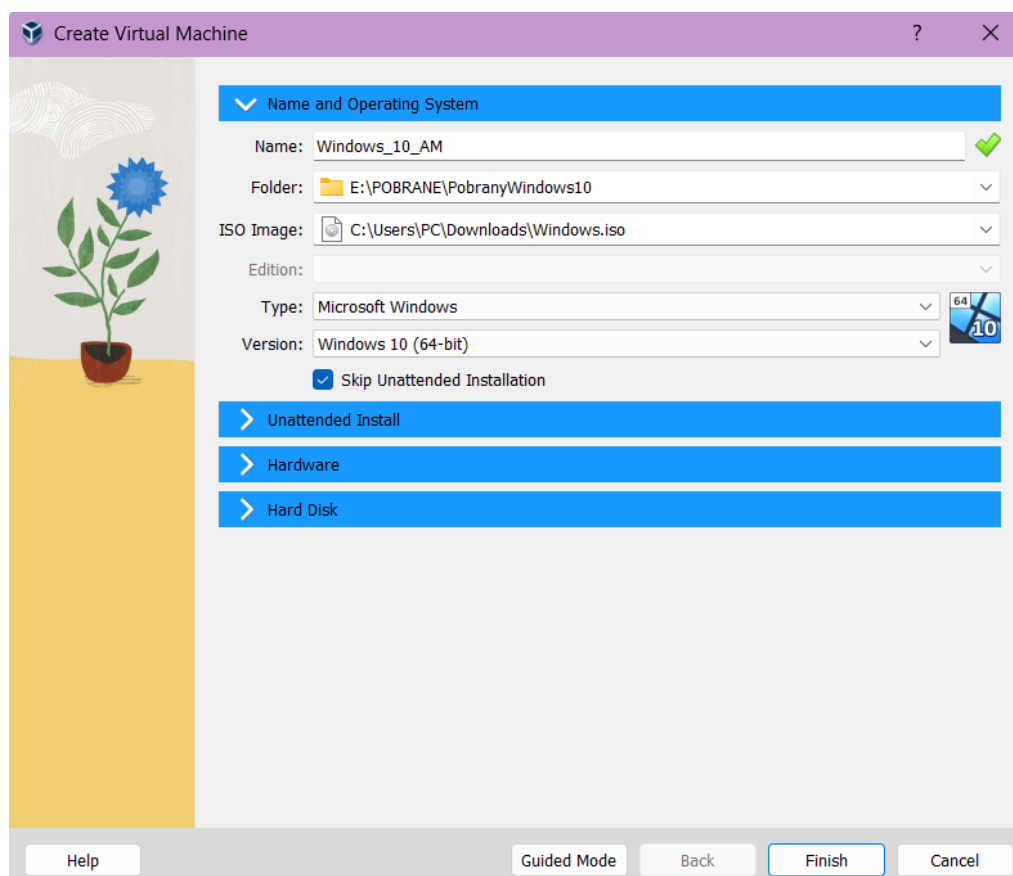 Create Virtual Machine ?
Name and Operating System
Name: Windows_10_AM
Folder: E:\POBRANE\PobranyWindows10
ISO Image: C:\Users\PC\Downloads\Windows.iso
Edition:
Type: Microsoft Windows
64
10
Version: Windows 10 (64-bit)
Skip Unattended Installation
Unattended Install
Hardware
Hard Disk
Help Guided Mode Back Finish Cancel